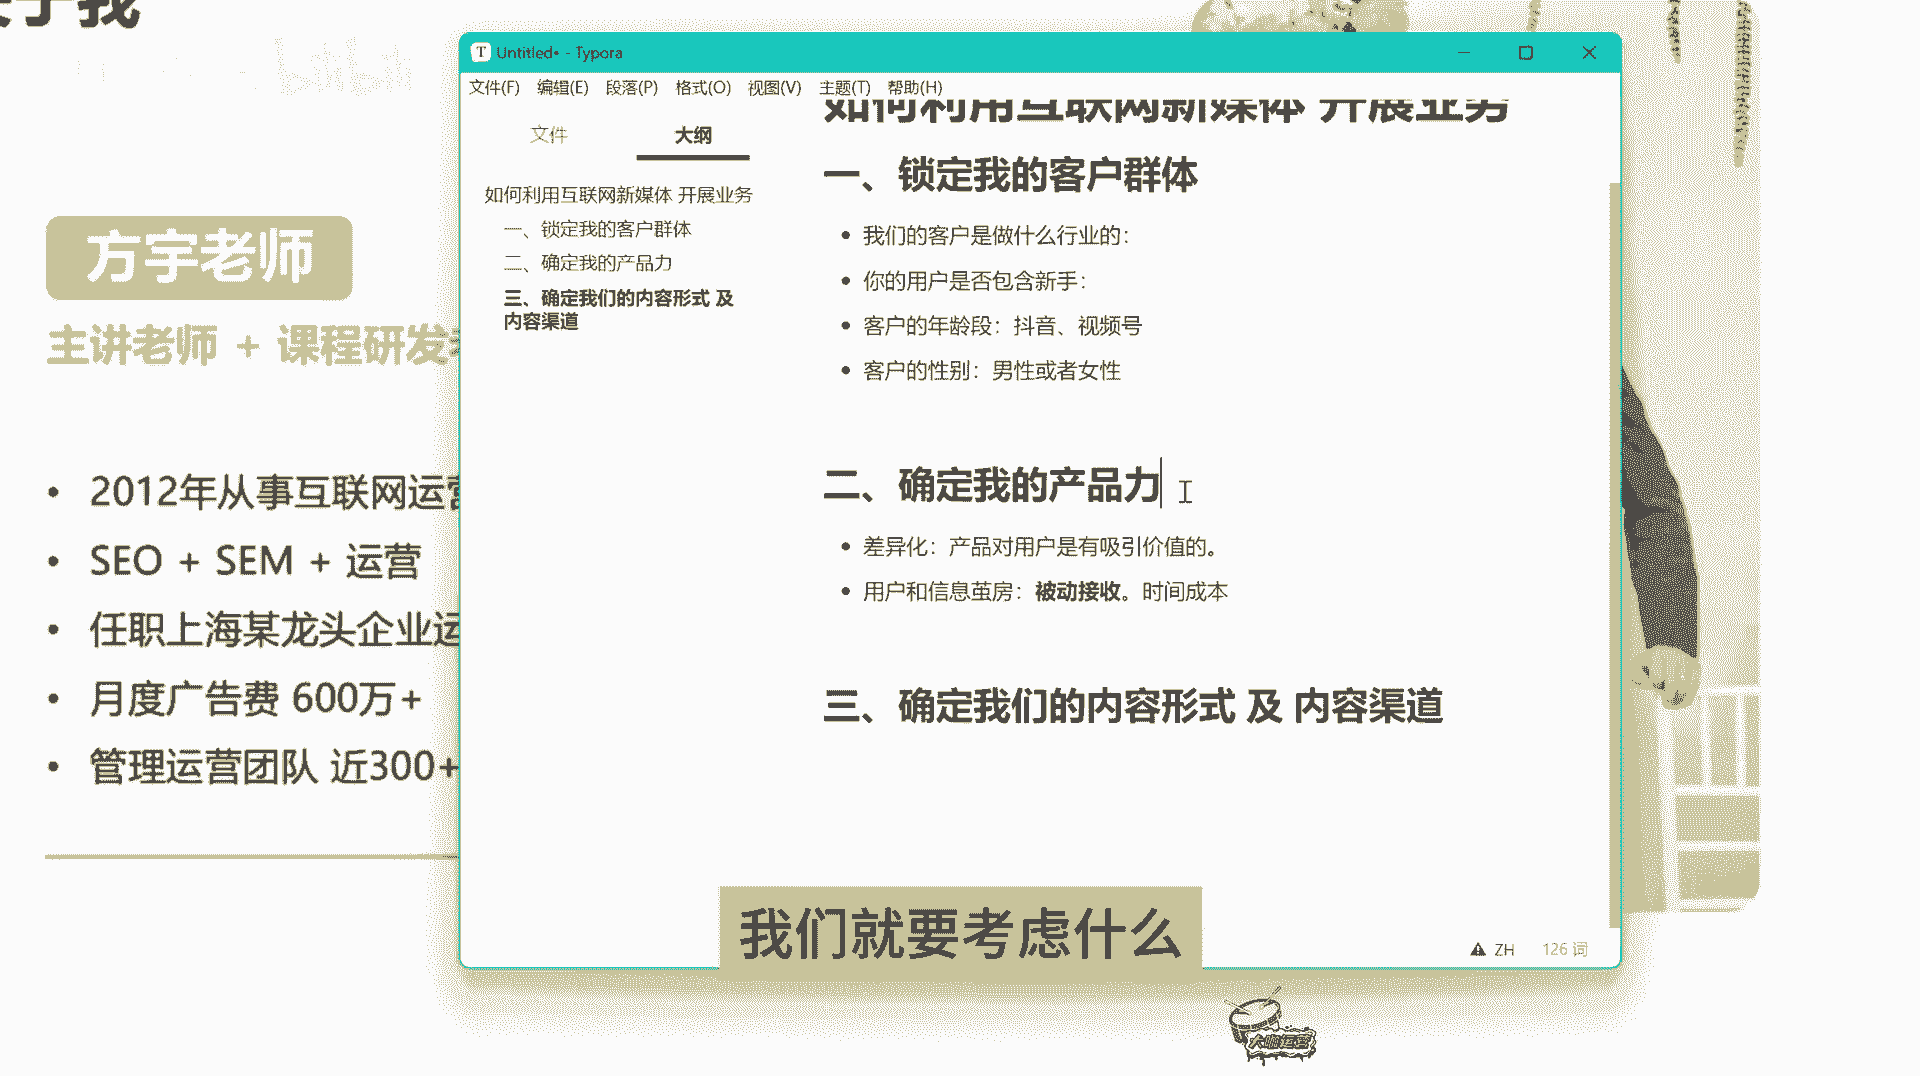 于我
bilibili
方宇老师
主讲老师 + 课程研发
• 2012年从事互联网运营
• SEO + SEM + 运营
• 任职上海某龙头企业运
• 月度广告费 600万+
• 管理运营团队 近300+
Untitled• - Typora
文件(F) 编辑(E) 段落(P) 格式(O) 视图(V) 主题(T) 帮助(H)
文件 大纲
如何利用互联网新媒体 开展业务
一、锁定我的客户群体
二、确定我的产品力
三、确定我们的内容形式 及
内容渠道
如何利用互联网新媒体 开展业务
一、锁定我的客户群体
• 我们的客户是做什么行业的：
• 你的用户是否包含新手：
• 客户的年龄段：抖音、视频号
• 客户的性别：男性或者女性
二、确定我的产品力
• 差异化：产品对用户是有吸引价值的。
• 用户和信息茧房：被动接收。时间成本
三、确定我们的内容形式 及 内容渠道
ZH 126 词
我们就要考虑什么
大咖运营